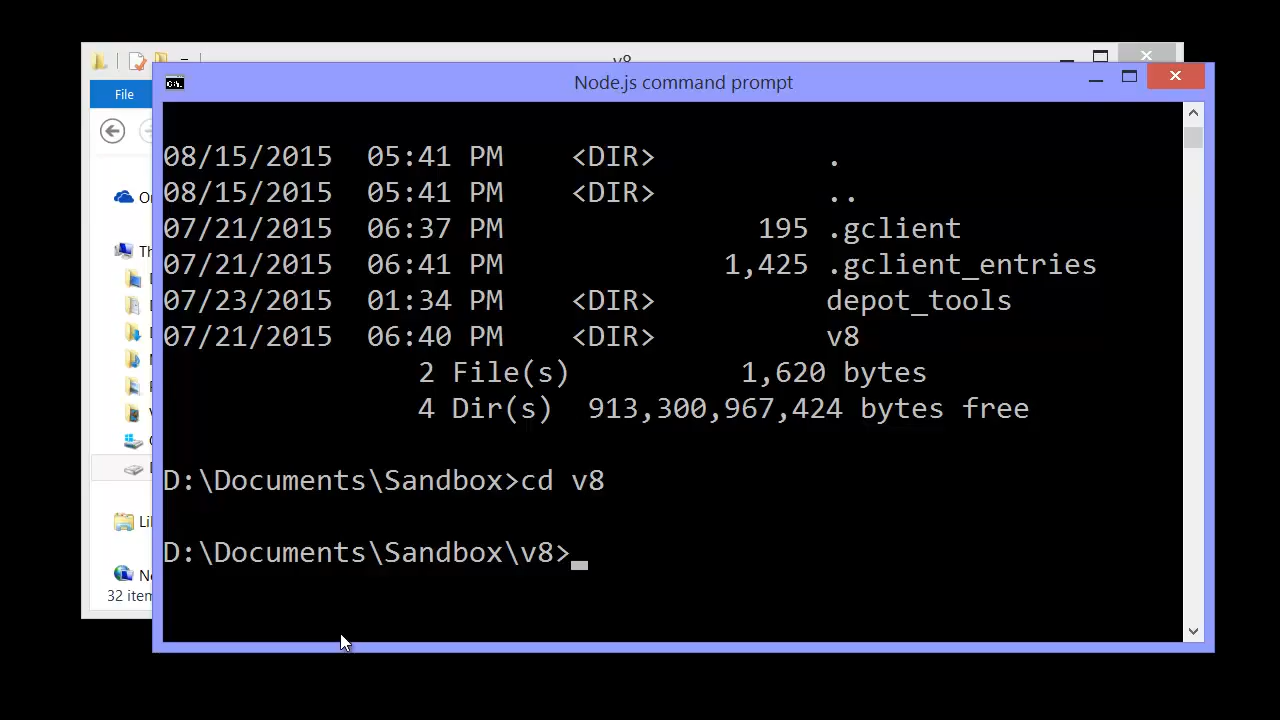 v8
Node.js command prompt
File
08/15/2015  05:41 PM    <DIR>          .
08/15/2015  05:41 PM    <DIR>          ..
07/21/2015  06:37 PM               195 .gclient
07/21/2015  06:41 PM             1,425 .gclient_entries
07/23/2015  01:34 PM    <DIR>          depot_tools
07/21/2015  06:40 PM    <DIR>          v8
2 File(s)          1,620 bytes
4 Dir(s)  913,300,967,424 bytes free
D:\Documents\Sandbox>cd v8
D:\Documents\Sandbox\v8>
32 item